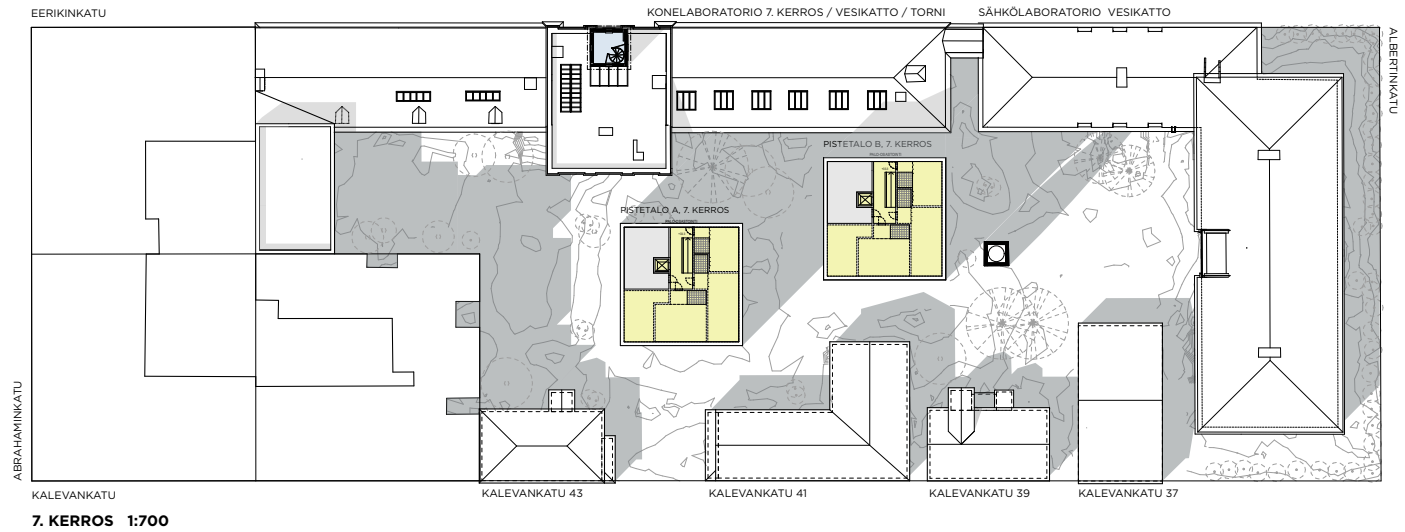 EERIKINKATU
KONELABORATORIO 7. KERROS / VESIKATTO / TORNI
SÄHKÖLABORATORIO VESIKATTO
ALBERTINKATU
PISTETALO B, 7. KERROS
PISTETALO A, 7. KERROS
ABRAHAMINKATU
KALEVANKATU
KALEVANKATU 43
KALEVANKATU 41
KALEVANKATU 39
KALEVANKATU 37
7. KERROS 1:700